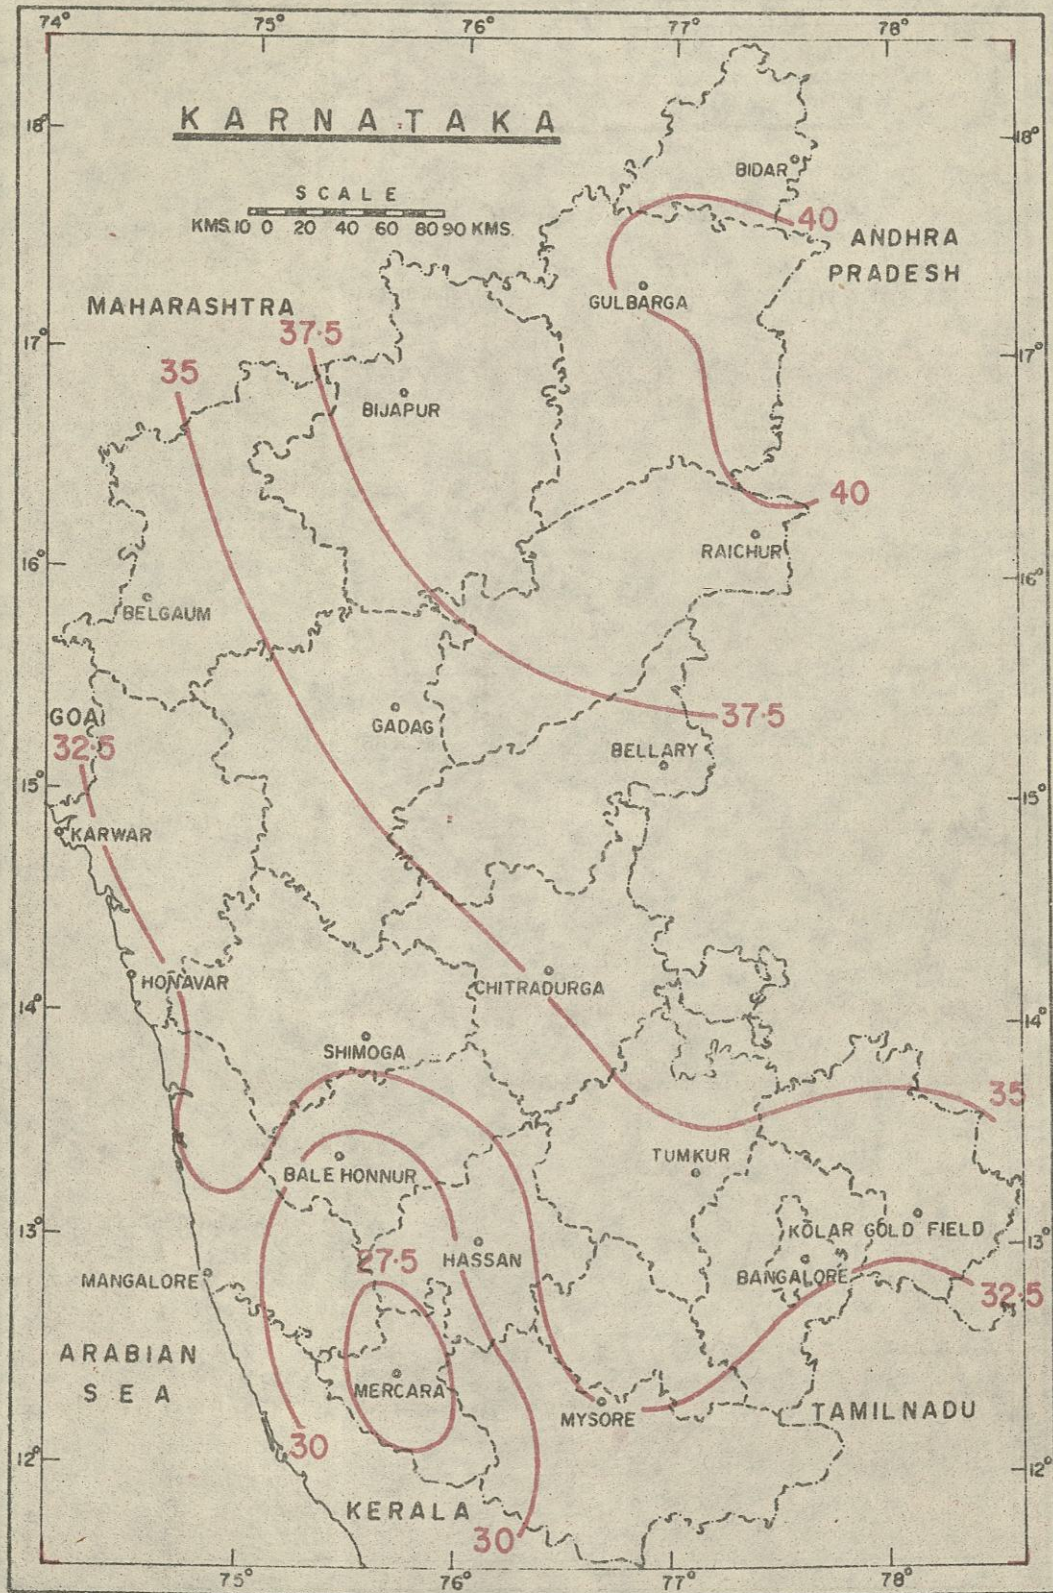 74° 75° 76° 77° 78°
18° 18°
KARNATAKA
BIDAR
SCALE
KMS. 10 0 20 40 60 80 90 KMS.
40
ANDHRA
PRADESH
GULBARGA
MAHARASHTRA
37·5
17° 17°
35
BIJAPUR
40
RAICHUR
16° 16°
BELGAUM
GOA
GADAG
37·5
32·5
BELLARY
15° 15°
KARWAR
HONAVAR
CHITRADURGA
14° 14°
SHIMOGA
35
TUMKUR
BALE HONNUR
13° 13°
KOLAR GOLD FIELD
27·5
HASSAN
MANGALORE
BANGALORE
32·5
ARABIAN
SEA
MERCARA
MYSORE
TAMILNADU
30
12° 12°
KERALA
30
75° 76° 77° 78°